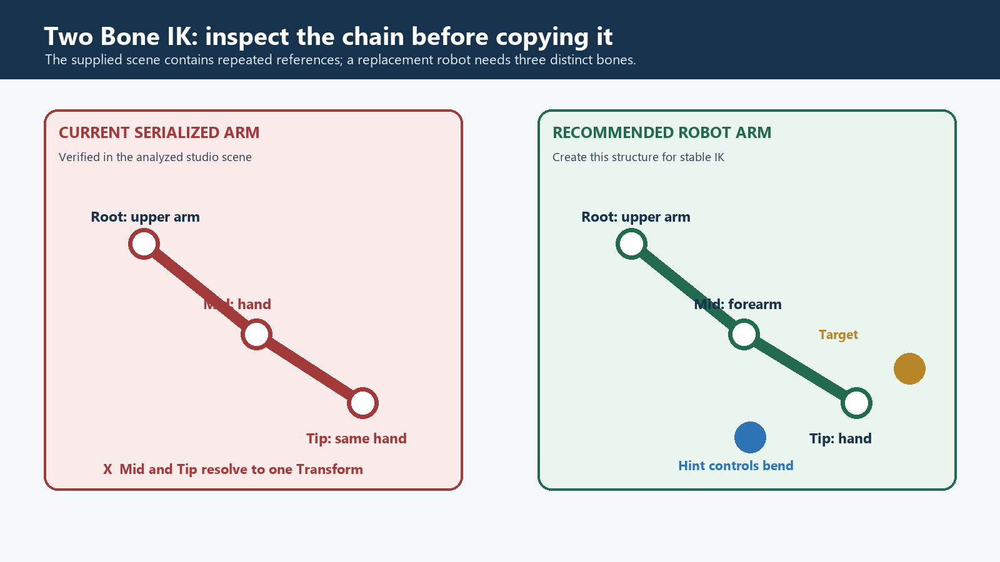 Two Bone IK: inspect the chain before copying it
The supplied scene contains repeated references; a replacement robot needs three distinct bones.
CURRENT SERIALIZED ARM
Verified in the analyzed studio scene
Root: upper arm
Mid: hand
Tip: same hand
X Mid and Tip resolve to one Transform
RECOMMENDED ROBOT ARM
Create this structure for stable IK
Root: upper arm
Mid: forearm
Target
Tip: hand
Hint controls bend